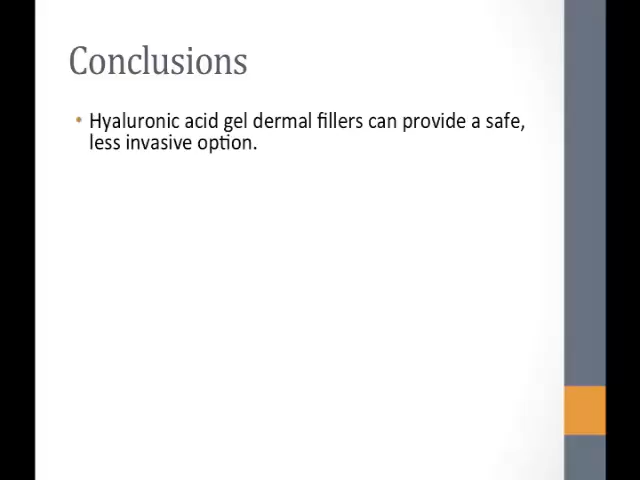 Conclusions
• Hyaluronic acid gel dermal fillers can provide a safe,
less invasive option.